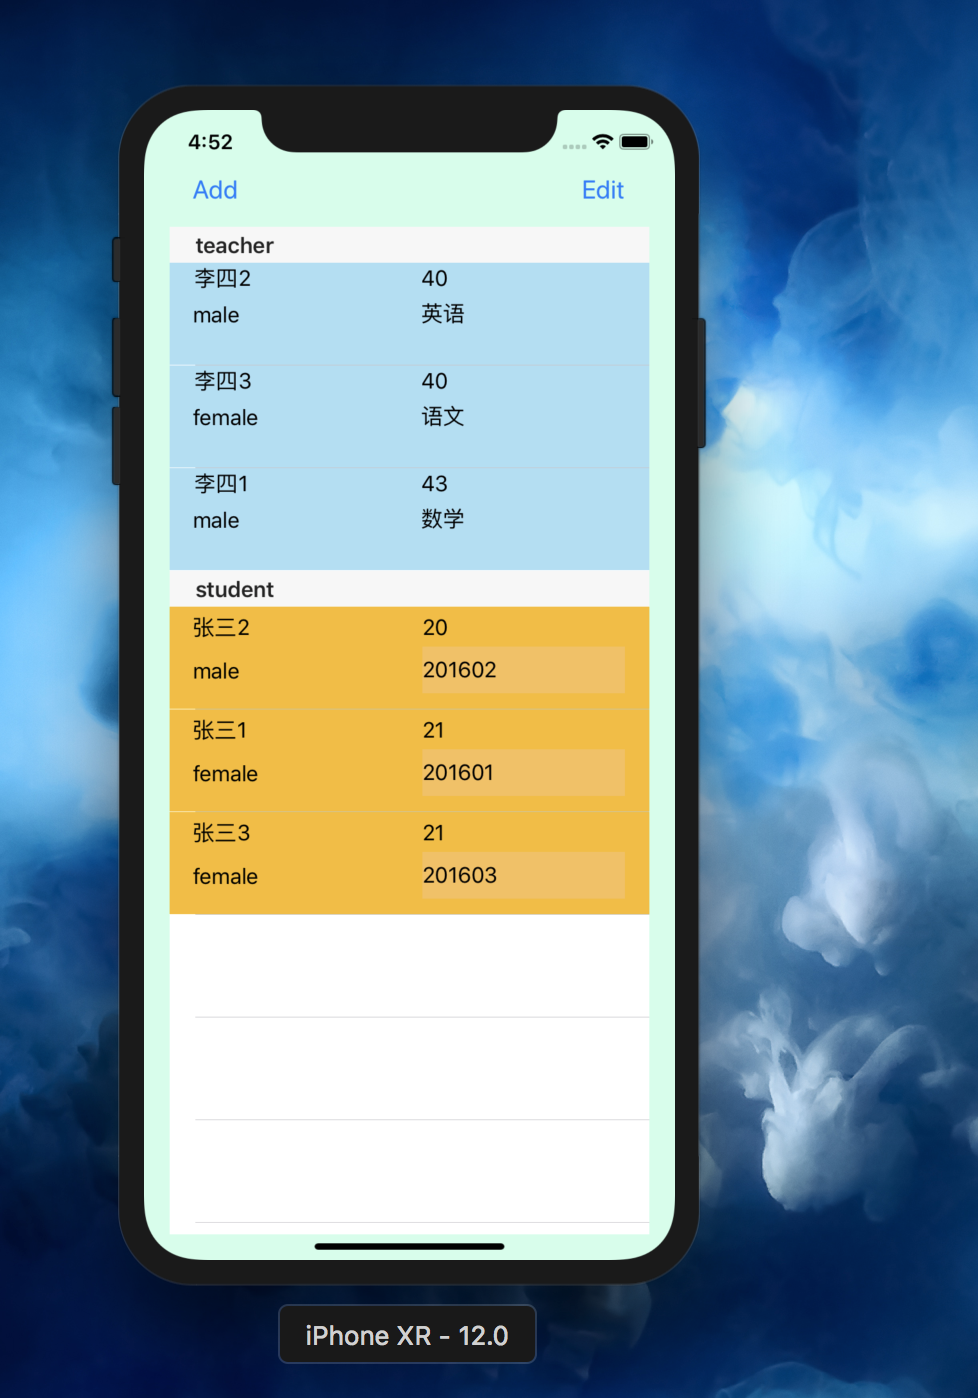 4:52
Add Edit
teacher
李四2 40
male 英语
李四3 40
female 语文
李四1 43
male 数学
student
张三2 20
male 201602
张三1 21
female 201601
张三3 21
female 201603
iPhone XR - 12.0